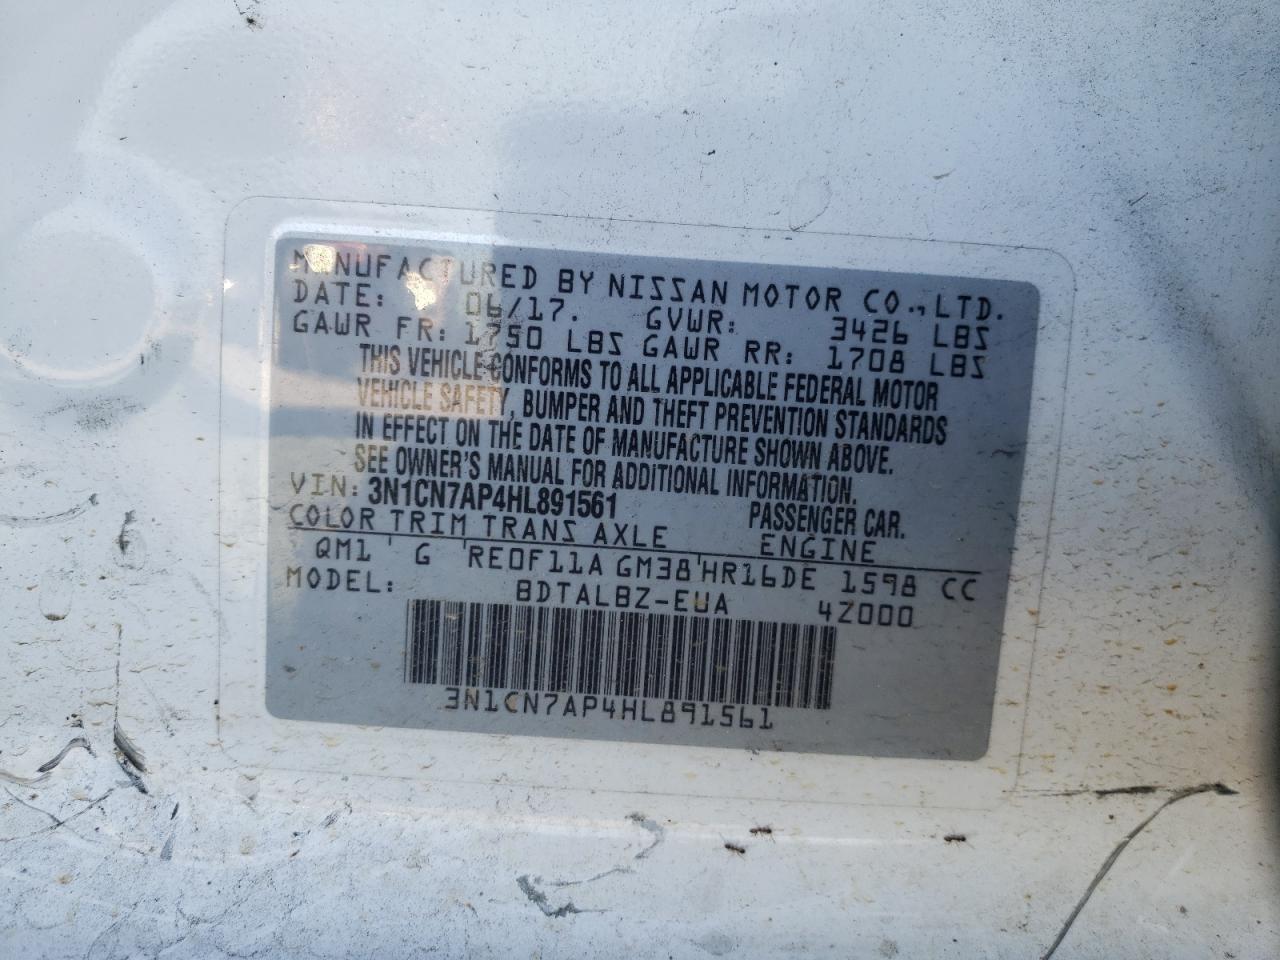 MANUFACTURED BY NISSAN MOTOR CO., LTD.
DATE: 06/17. GVWR: 3426 LBS
GAWR FR: 1750 LBS GAWR RR: 1708 LBS
THIS VEHICLE CONFORMS TO ALL APPLICABLE FEDERAL MOTOR
VEHICLE SAFETY, BUMPER AND THEFT PREVENTION STANDARDS
IN EFFECT ON THE DATE OF MANUFACTURE SHOWN ABOVE.
SEE OWNER'S MANUAL FOR ADDITIONAL INFORMATION.
VIN: 3N1CN7AP4HL891561 PASSENGER CAR.
COLOR TRIM TRANS AXLE ENGINE
QM1 ' G ' RE0F11A GM38 ' HR16DE 1598 CC
MODEL: BDTALBZ-EUA 4Z000
3N1CN7AP4HL891561